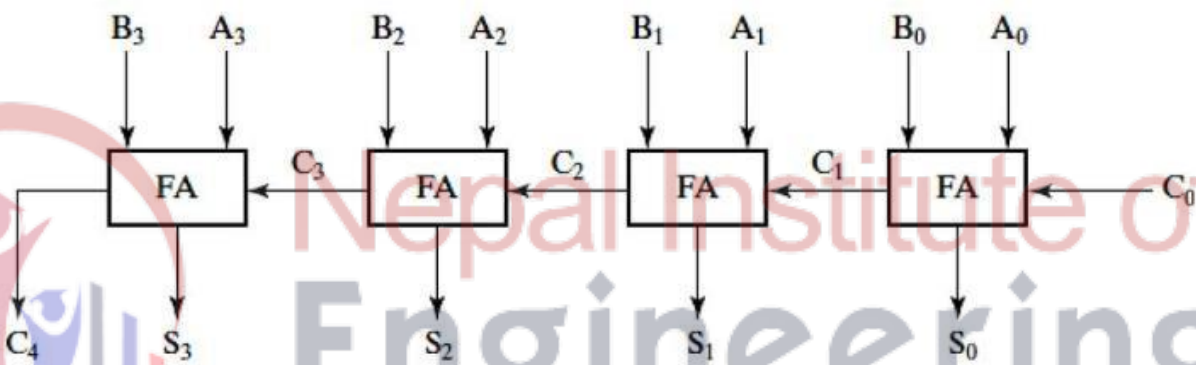 B₃ A₃ B₂ A₂ B₁ A₁ B₀ A₀
C₃ C₂ C₁
FA FA FA FA C₀
Nepal Institute o
C₄ S₃ S₂ S₁ S₀
Engineering